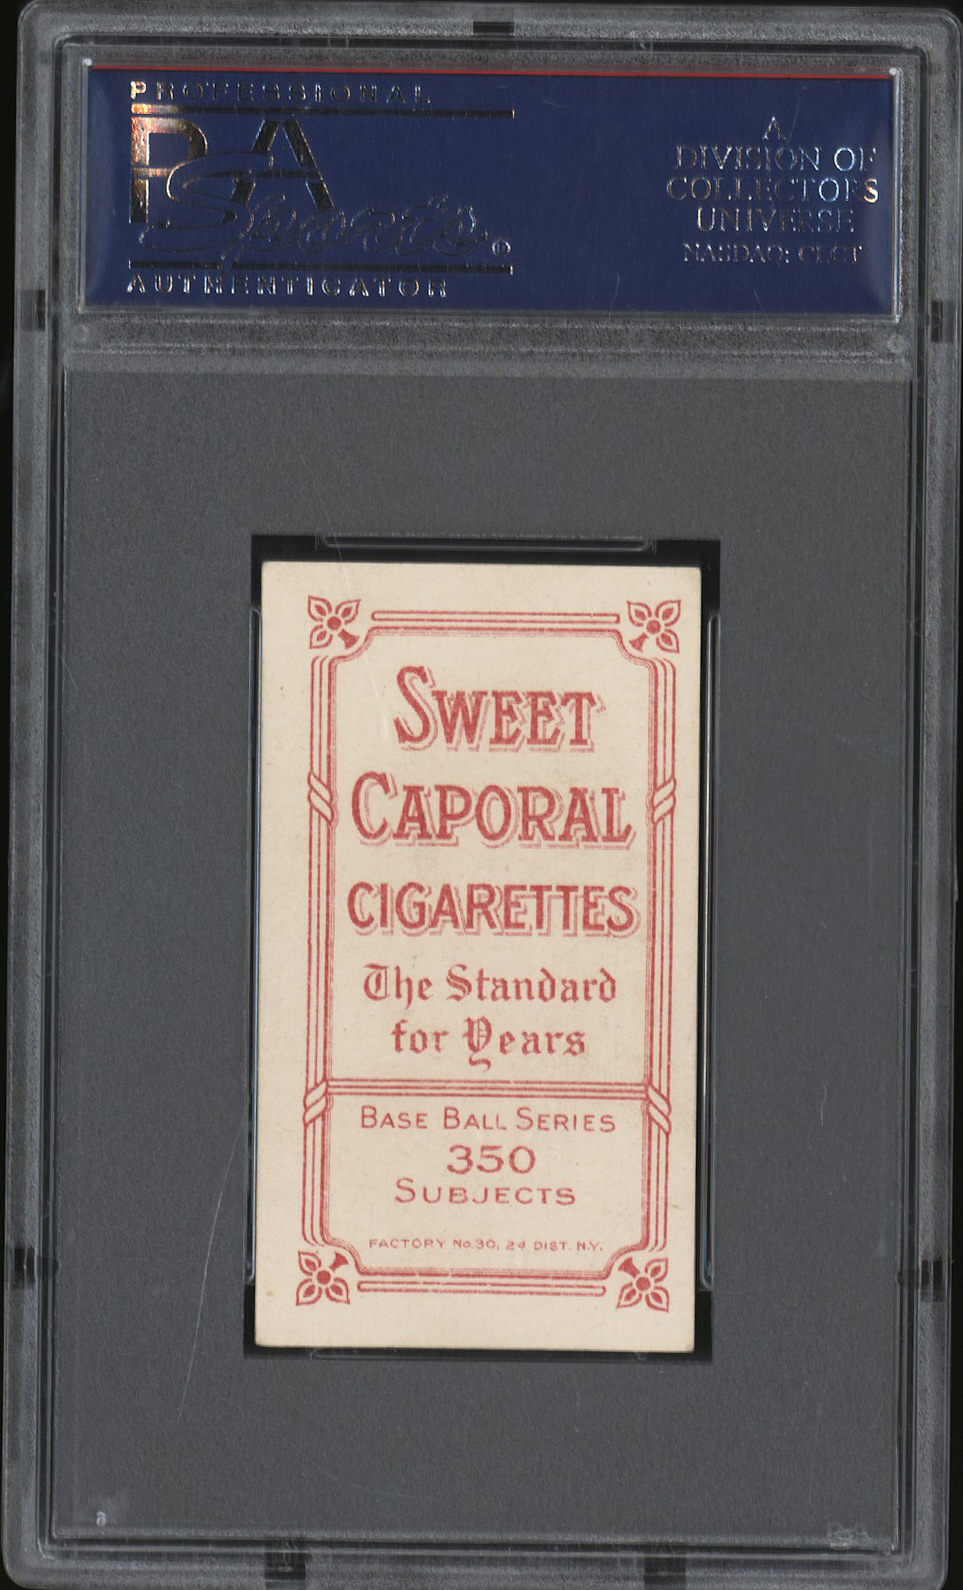 PROFESSIONAL
PSA
Sports®
AUTHENTICATOR
A
DIVISION OF
COLLECTORS
UNIVERSE
NASDAQ: CLCT
SWEET
CAPORAL
CIGARETTES
The Standard
for Years
BASE BALL SERIES
350
SUBJECTS
FACTORY No. 30, 2d DIST. N.Y.